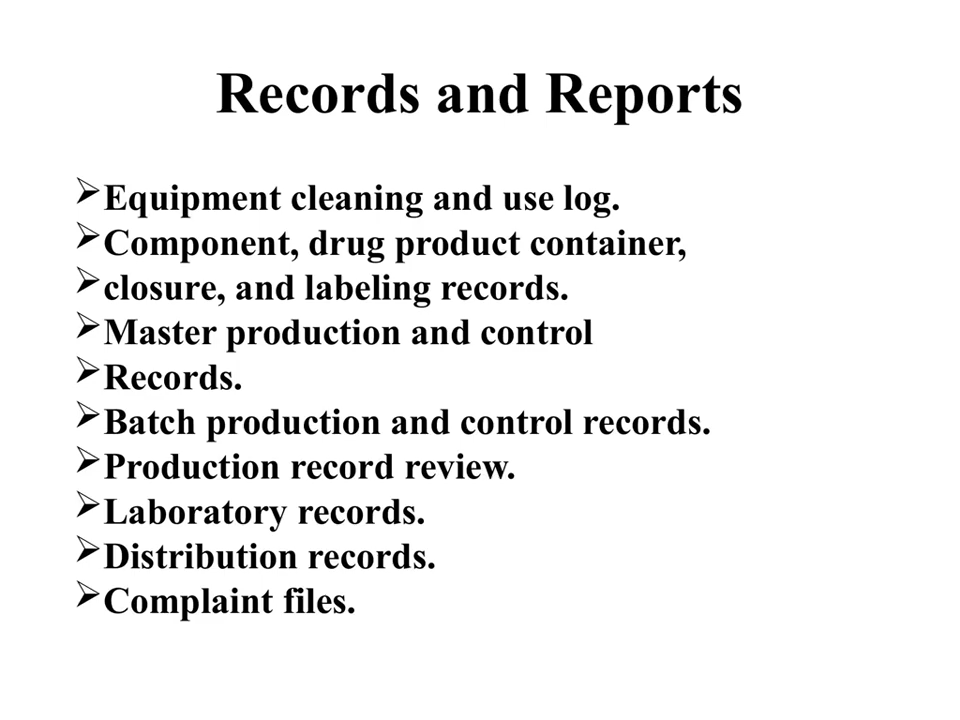 Records and Reports
➢Equipment cleaning and use log.
➢Component, drug product container,
➢closure, and labeling records.
➢Master production and control
➢Records.
➢Batch production and control records.
➢Production record review.
➢Laboratory records.
➢Distribution records.
➢Complaint files.